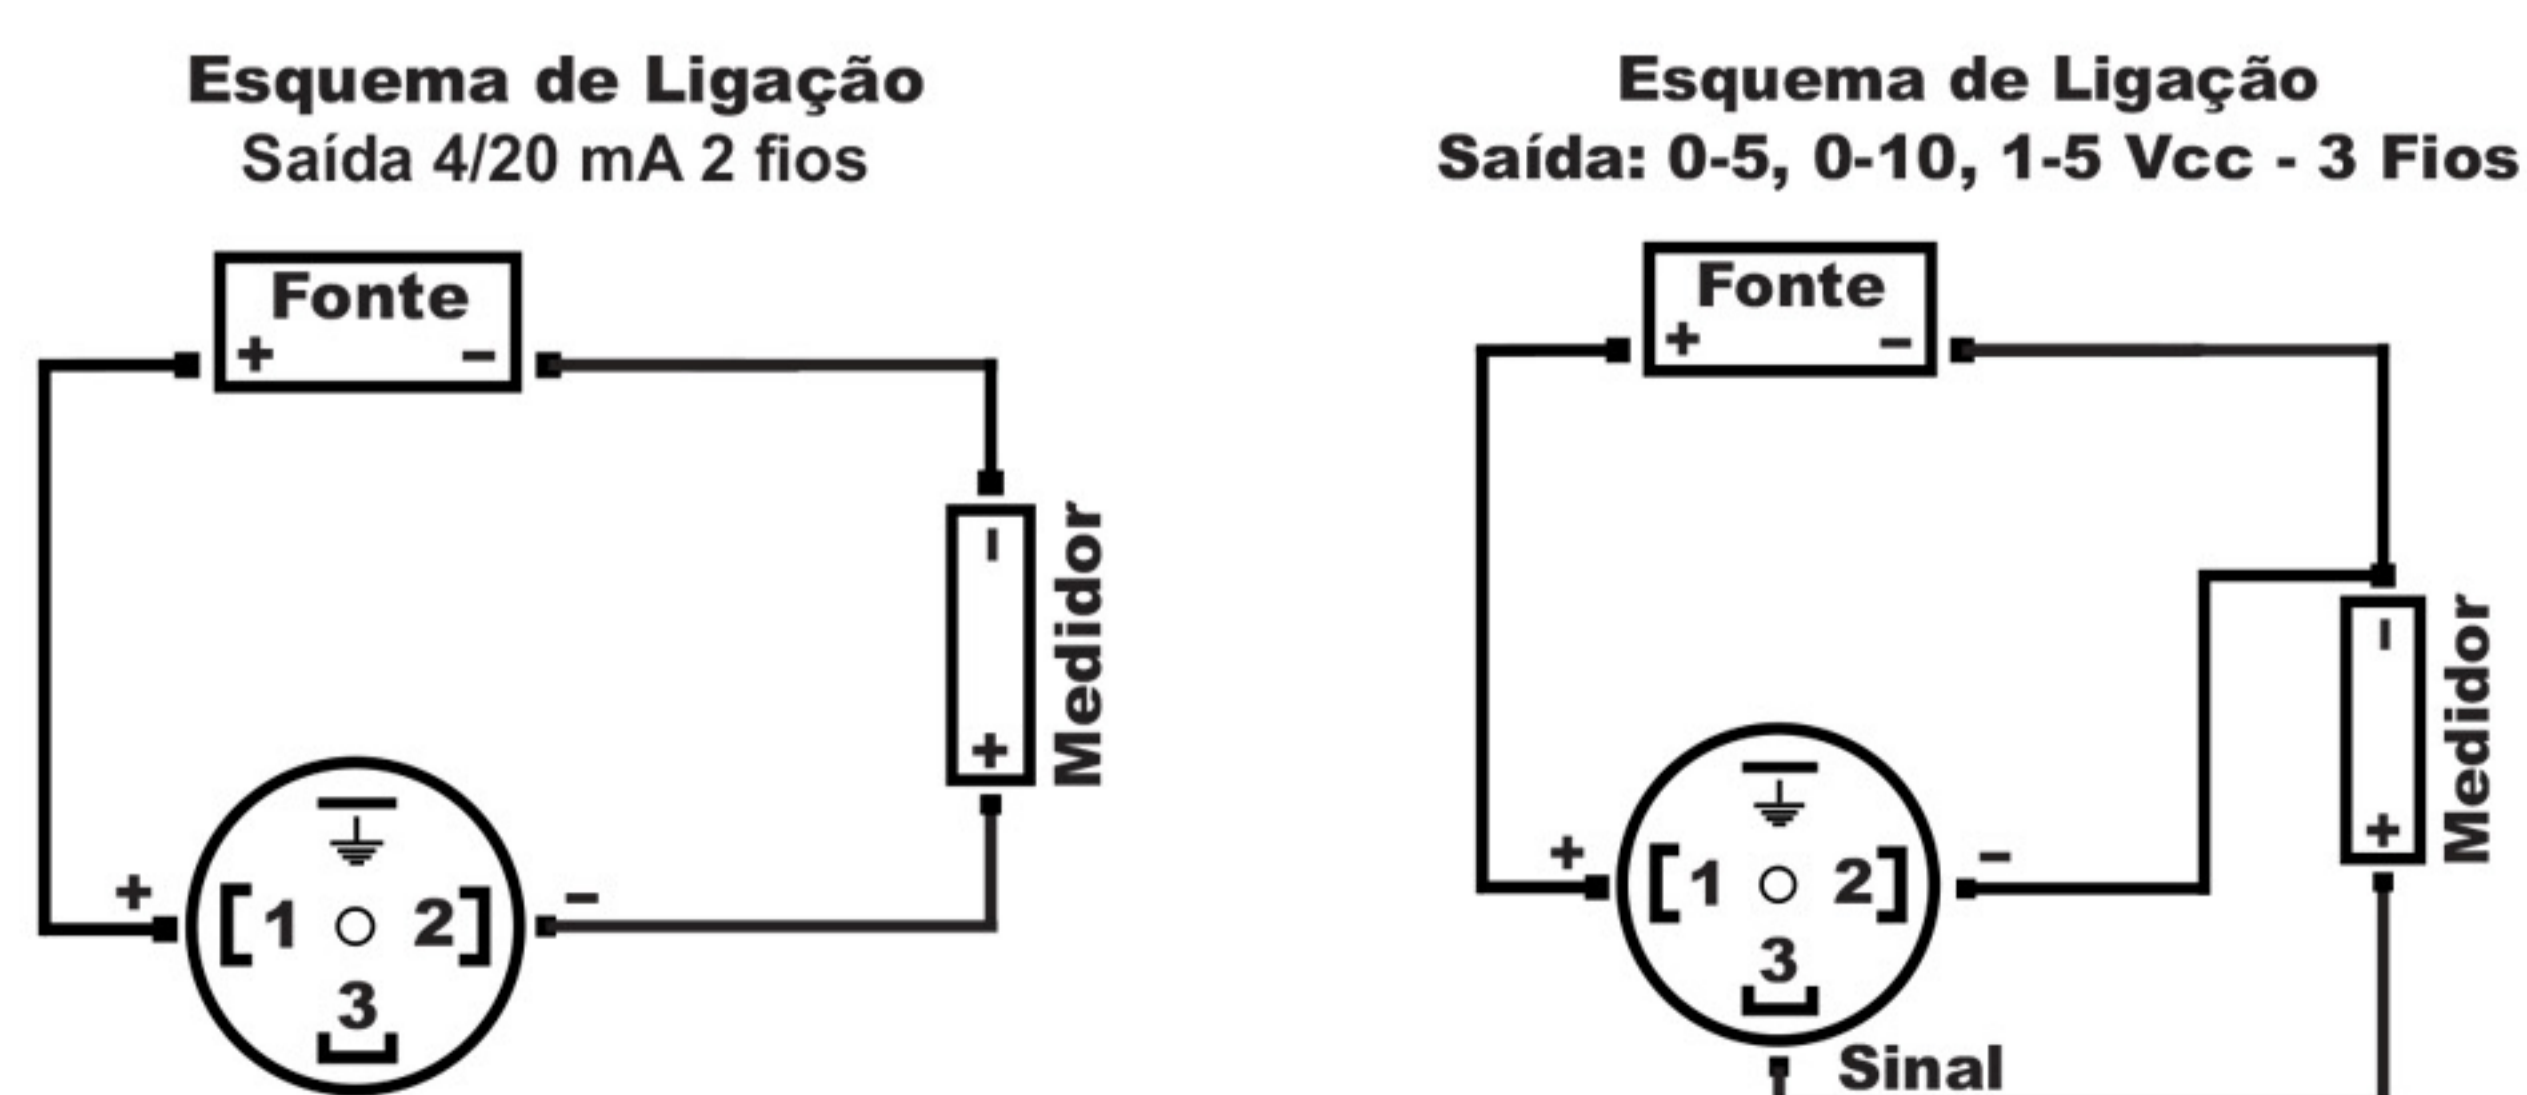 Esquema de Ligação
Saída 4/20 mA 2 fios
Fonte
+ −
−
+
Medidor
+
−
1 2
3
Esquema de Ligação
Saída: 0-5, 0-10, 1-5 Vcc - 3 Fios
Fonte
+ −
−
+
Medidor
+
−
1 2
3
Sinal